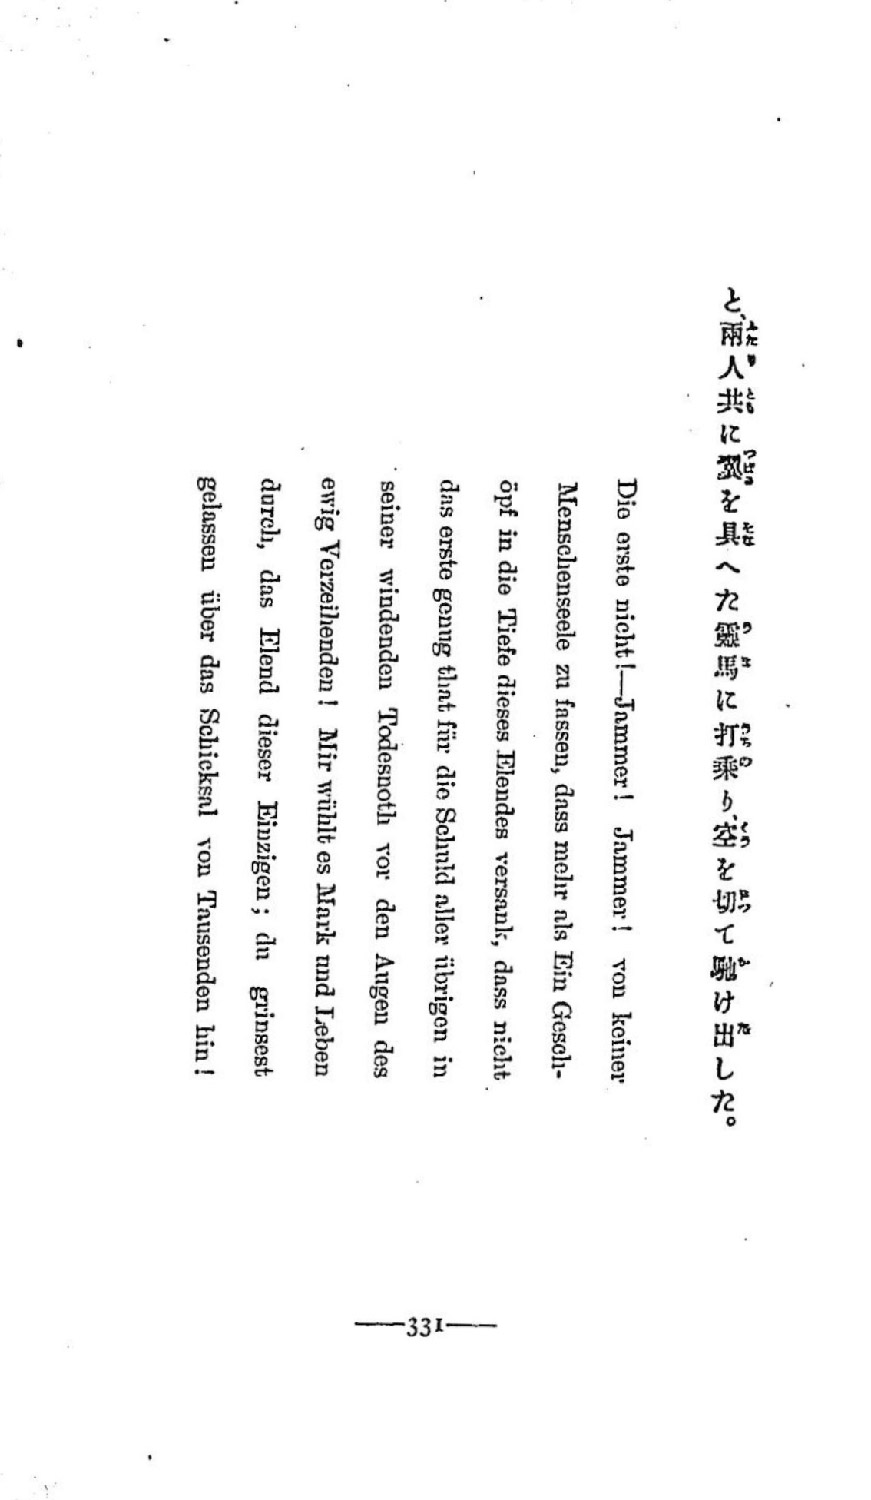 と、兩人共に翼を具へた靈馬に打乘り、空を切て馳け出した。
Die erste nicht!—Jammer! Jammer! von keiner
Menschenseele zu fassen, dass mehr als Ein Gesch-
öpf in die Tiefe dieses Elendes versank, dass nicht
das erste genug that für die Schuld aller übrigen in
seiner windenden Todesnoth vor den Augen des
ewig Verzeihenden! Mir wühlt es Mark und Leben
durch, das Elend dieser Einzigen; du grinsest
gelassen über das Schicksal von Tausenden hin!
—331—